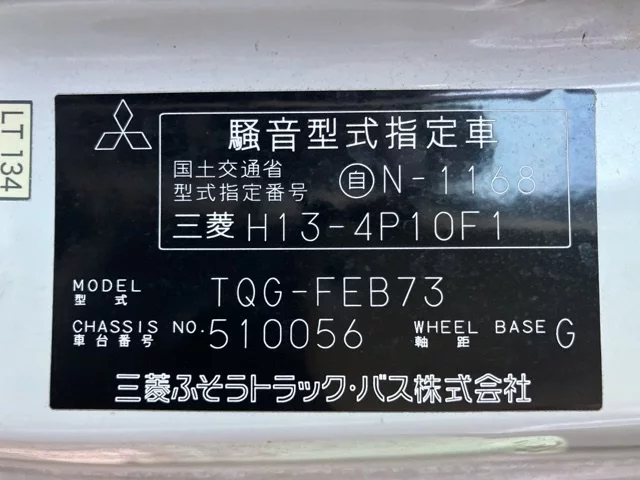 LT 134
騒音型式指定車
国土交通省
型式指定番号 自 N-1168
三菱 H13-4P10F1
MODEL
型式 TQG-FEB73
CHASSIS NO. 510056 WHEEL BASE G
車台番号 軸距
三菱ふそうトラック・バス株式会社